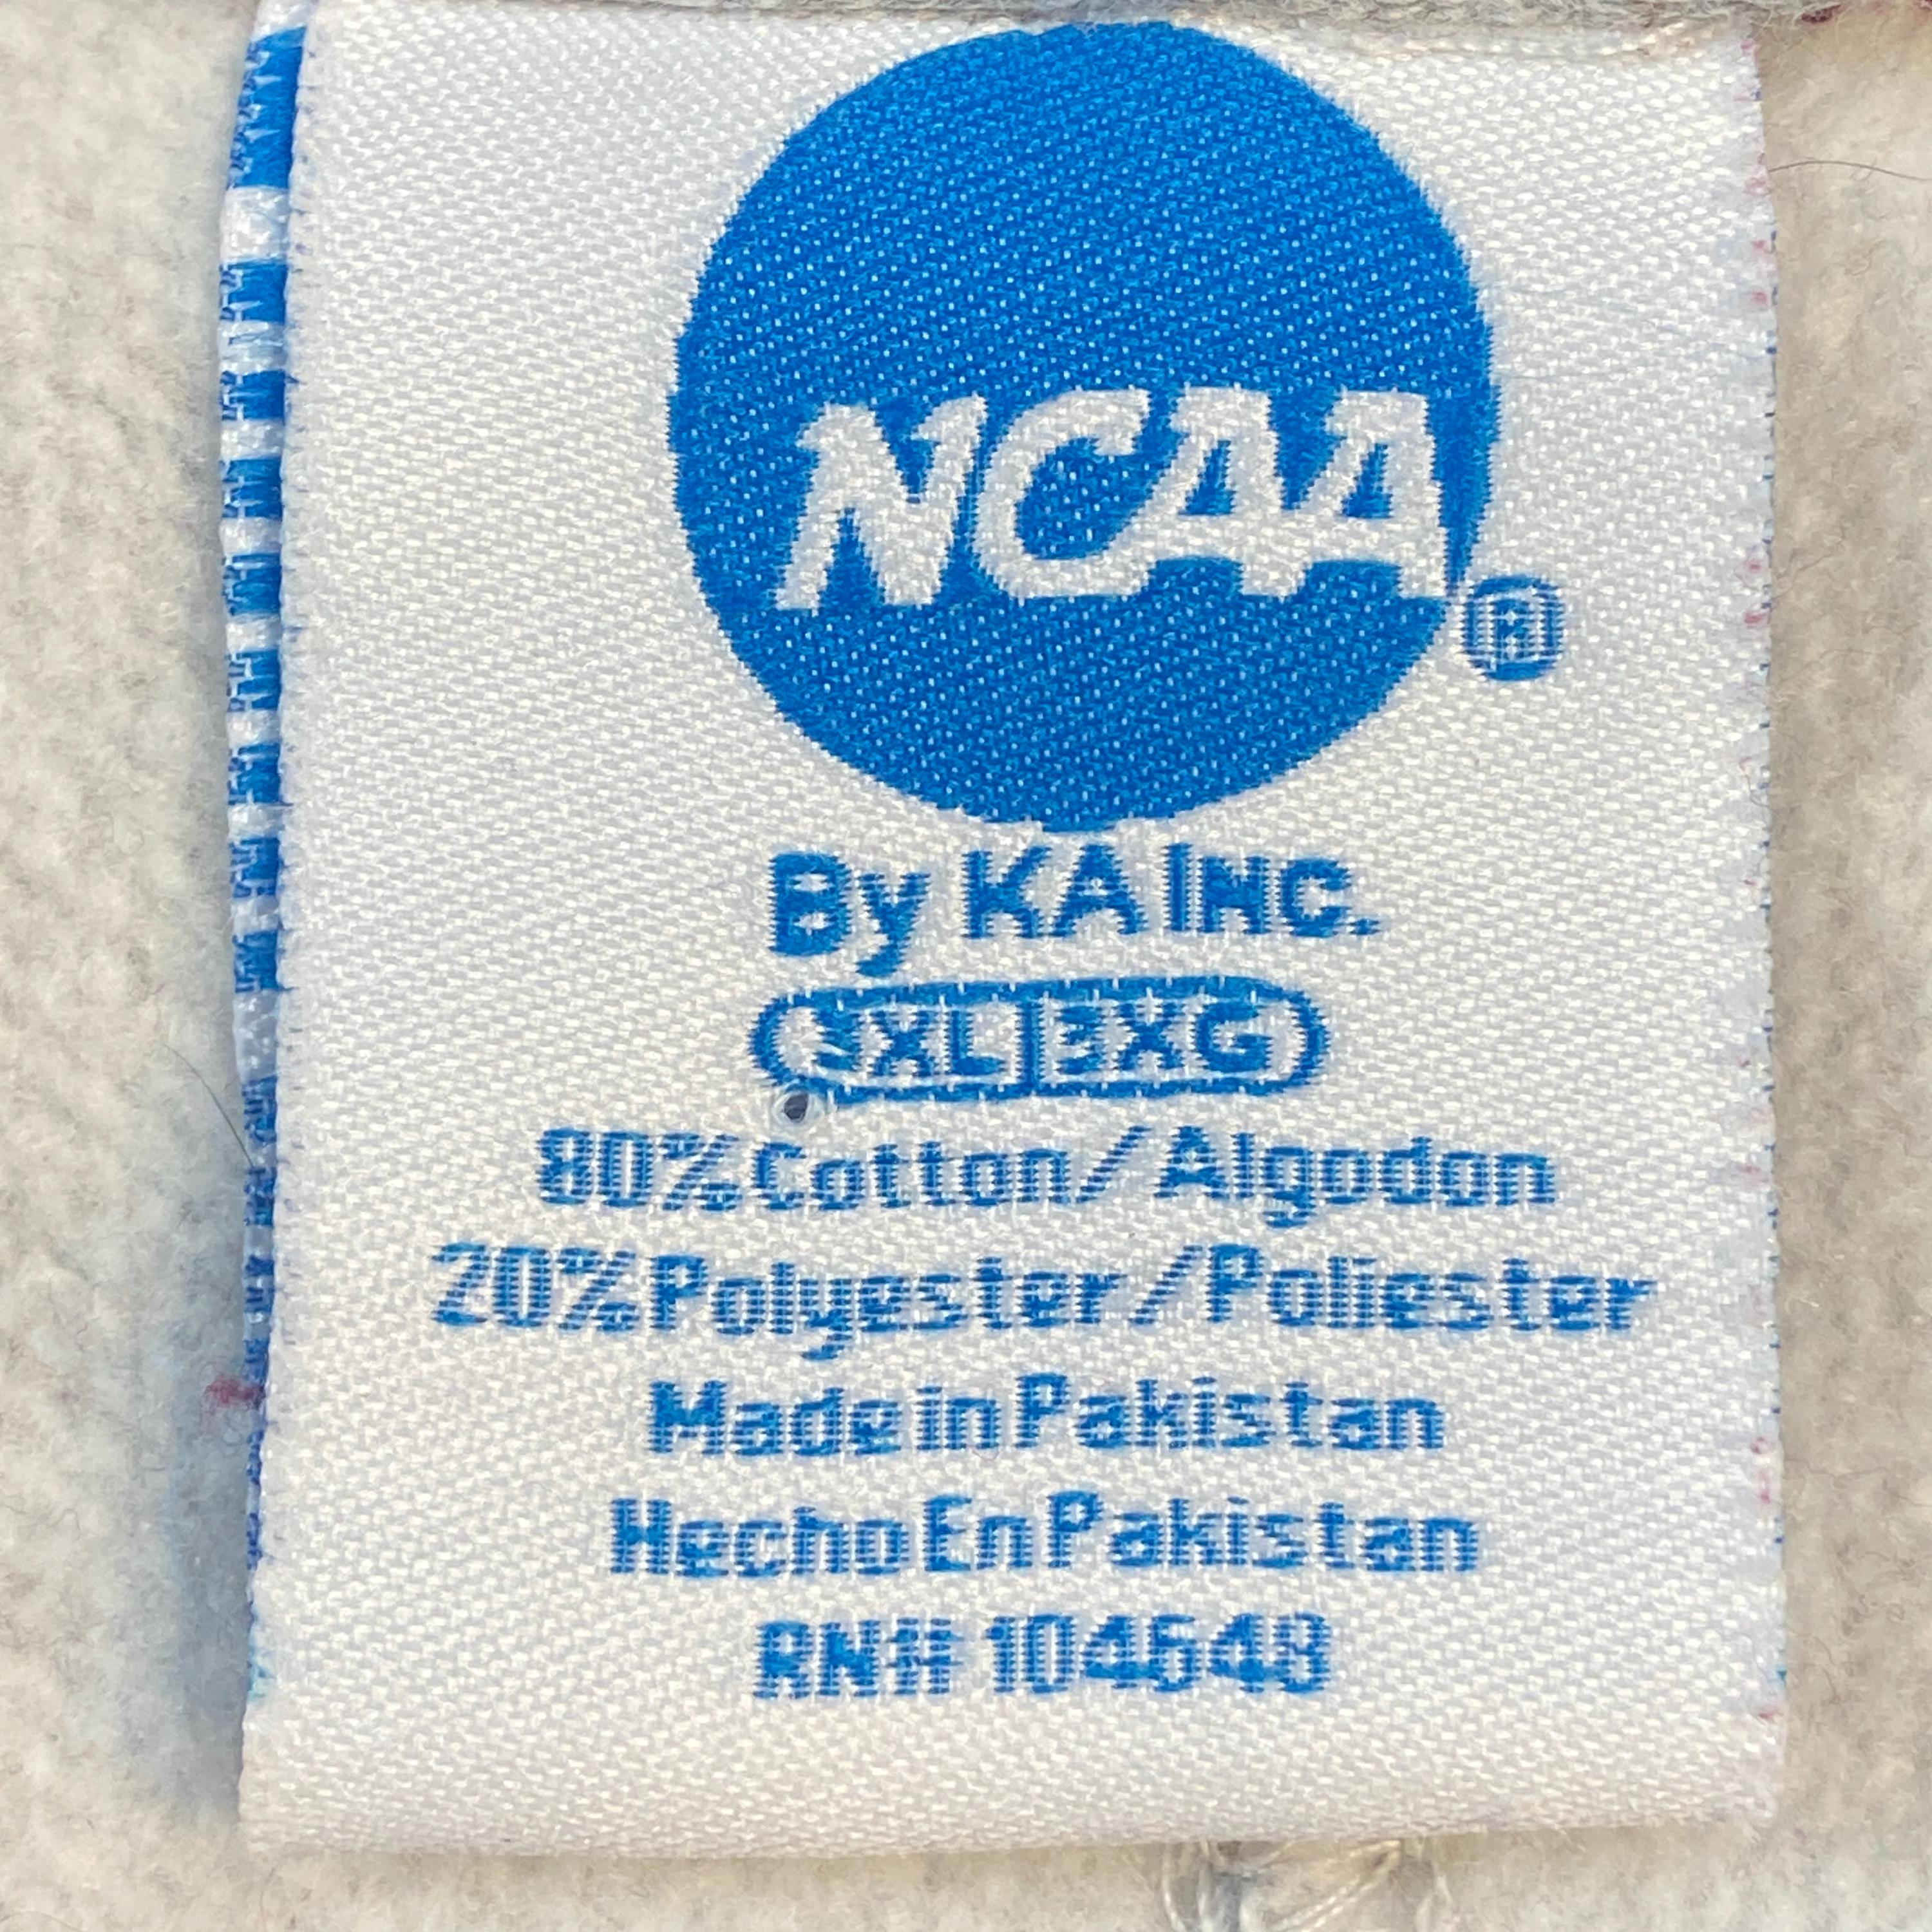 NCAA®
By KA INC.
3XL 3XG
80% Cotton/Algodon
20% Polyester/Poliester
Made in Pakistan
Hecho En Pakistan
RN# 104648